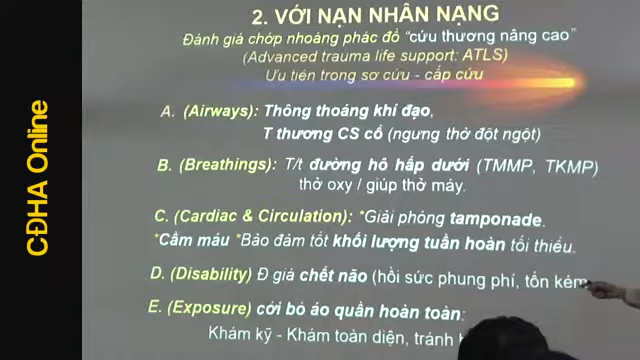 CĐHA Online
2. VỚI NẠN NHÂN NẶNG
Đánh giá chớp nhoáng phác đồ "cứu thương nâng cao"
(Advanced trauma life support: ATLS)
Ưu tiên trong sơ cứu - cấp cứu
A. (Airways): Thông thoáng khí đạo,
T thương CS cổ (ngưng thở đột ngột)
B. (Breathings): T/t đường hô hấp dưới (TMMP, TKMP)
thở oxy / giúp thở máy.
C. (Cardiac & Circulation): *Giải phóng tamponade.
*Cầm máu *Bảo đảm tốt khối lượng tuần hoàn tối thiểu.
D. (Disability) Đ giá chết não (hồi sức phung phí, tốn kém
E. (Exposure) cởi bỏ áo quần hoàn toàn:
Khám kỹ - Khám toàn diện, tránh